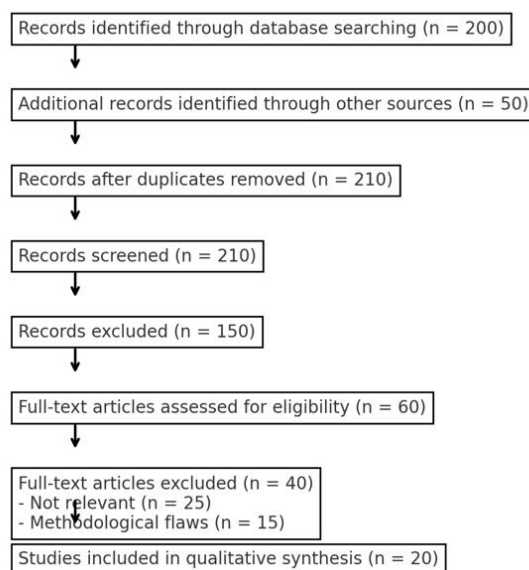 Records identified through database searching (n = 200)
Additional records identified through other sources (n = 50)
Records after duplicates removed (n = 210)
Records screened (n = 210)
Records excluded (n = 150)
Full-text articles assessed for eligibility (n = 60)
Full-text articles excluded (n = 40)
- Not relevant (n = 25)
- Methodological flaws (n = 15)
Studies included in qualitative synthesis (n = 20)